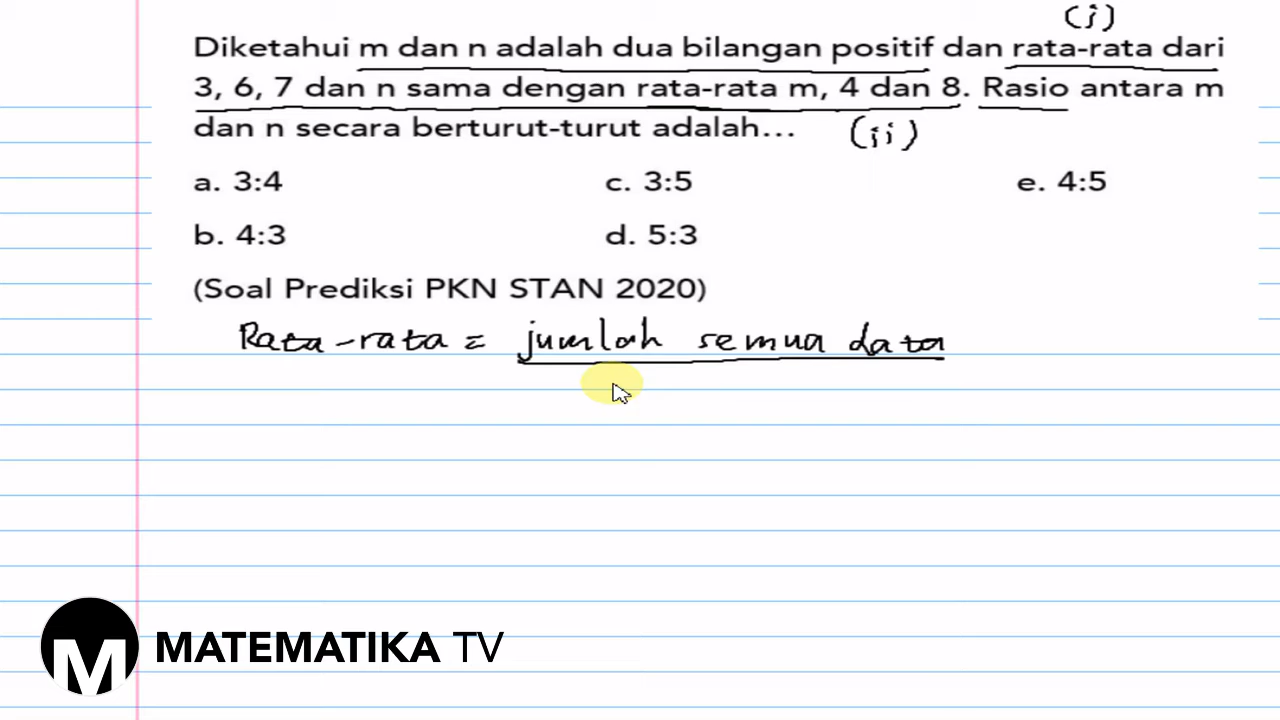 (i)
Diketahui m dan n adalah dua bilangan positif dan rata-rata dari
3, 6, 7 dan n sama dengan rata-rata m, 4 dan 8. Rasio antara m
dan n secara berturut-turut adalah...
(ii)
a. 3:4
c. 3:5
e. 4:5
b. 4:3
d. 5:3
(Soal Prediksi PKN STAN 2020)
Rata-rata = jumlah semua data
M MATEMATIKA TV